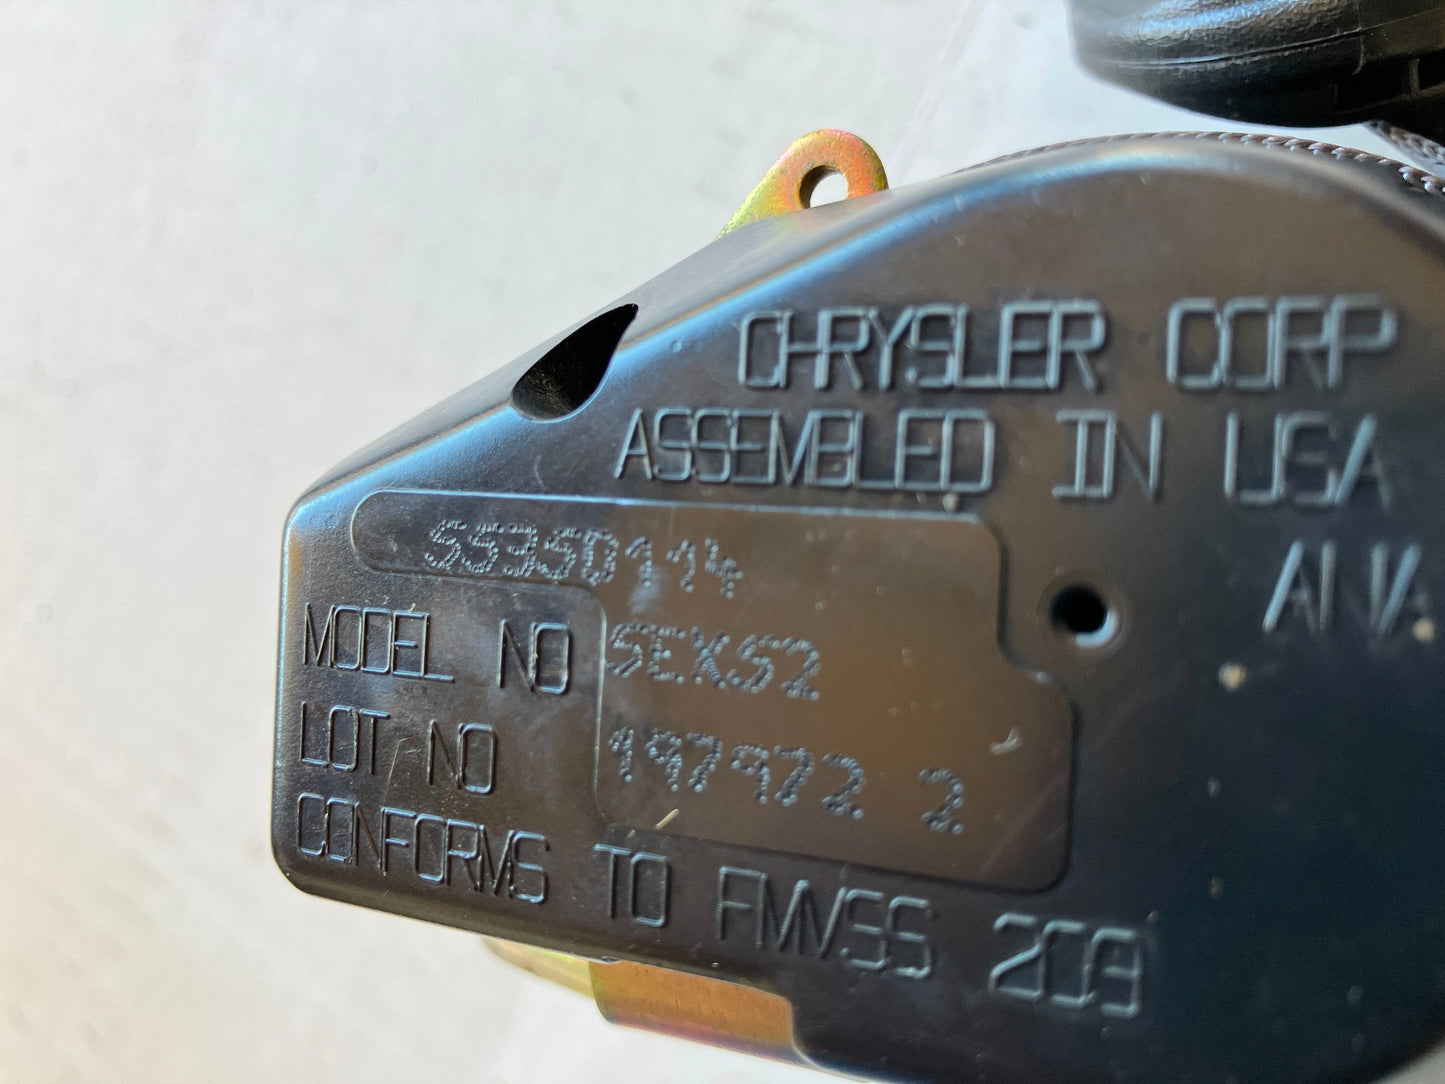 CHRYSLER CORP
ASSEMBLED IN USA
55350114
MODEL NO 5EXS2
LOT NO 197972 2
CONFORMS TO FMVSS 209